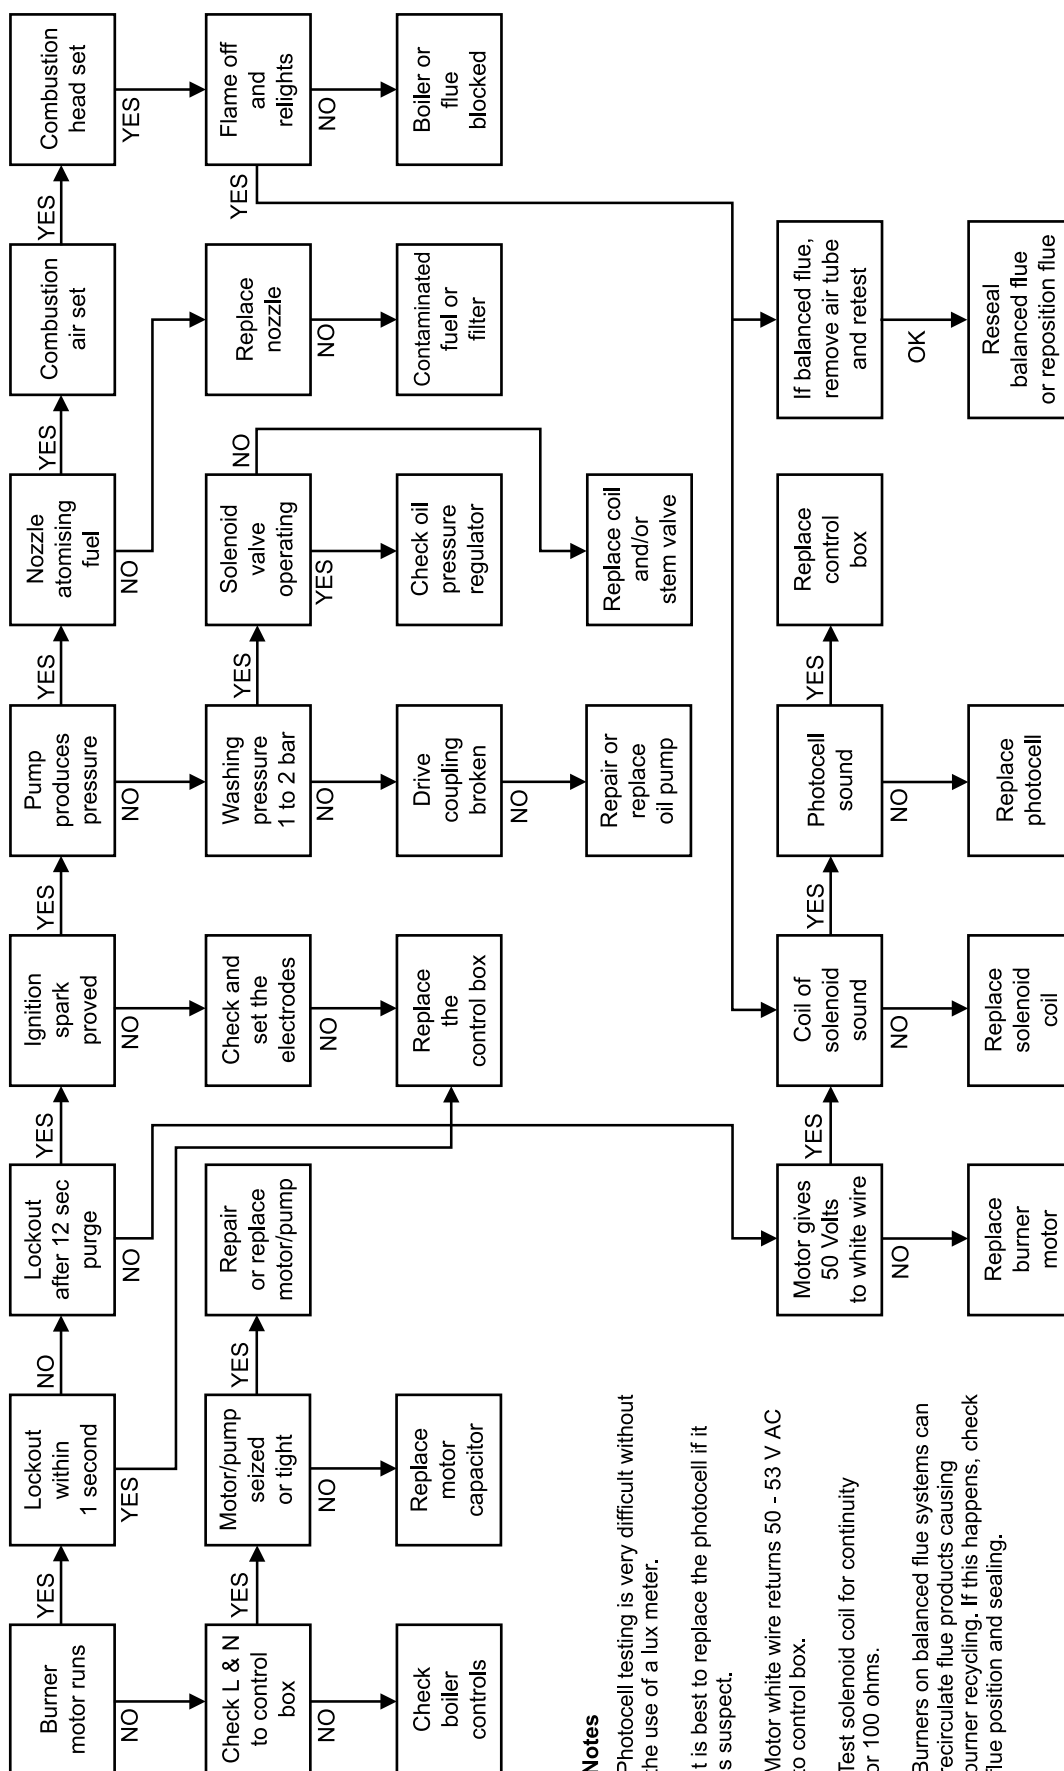 Burner
motor runs
YES
NO
Lockout
within
1 second
NO
YES
Lockout
after 12 sec
purge
YES
NO
Ignition
spark
proved
YES
NO
Pump
produces
pressure
YES
NO
Nozzle
atomising
fuel
YES
NO
Combustion
air set
YES
Combustion
head set
YES
Check L & N
to control
box
YES
NO
Motor/pump
seized
or tight
YES
NO
Repair
or replace
motor/pump
Check and
set the
electrodes
NO
Washing
pressure
1 to 2 bar
YES
NO
Solenoid
valve
operating
NO
YES
Replace
nozzle
NO
Flame off
and
relights
YES
NO
Check
boiler
controls
Replace
motor
capacitor
Replace
the
control box
Drive
coupling
broken
NO
Check oil
pressure
regulator
Contaminated
fuel or
filter
Boiler or
flue
blocked
Repair or
replace
oil pump
Replace coil
and/or
stem valve
Notes
Photocell testing is very difficult without
the use of a lux meter.
t is best to replace the photocell if it
s suspect.
Motor white wire returns 50 - 53 V AC
to control box.
Test solenoid coil for continuity
or 100 ohms.
Burners on balanced flue systems can
recirculate flue products causing
burner recycling. If this happens, check
flue position and sealing.
Motor gives
50 Volts
to white wire
YES
NO
Coil of
solenoid
sound
YES
NO
Photocell
sound
YES
NO
Replace
control
box
If balanced flue,
remove air tube
and retest
OK
Replace
burner
motor
Replace
solenoid
coil
Replace
photocell
Reseal
balanced flue
or reposition flue